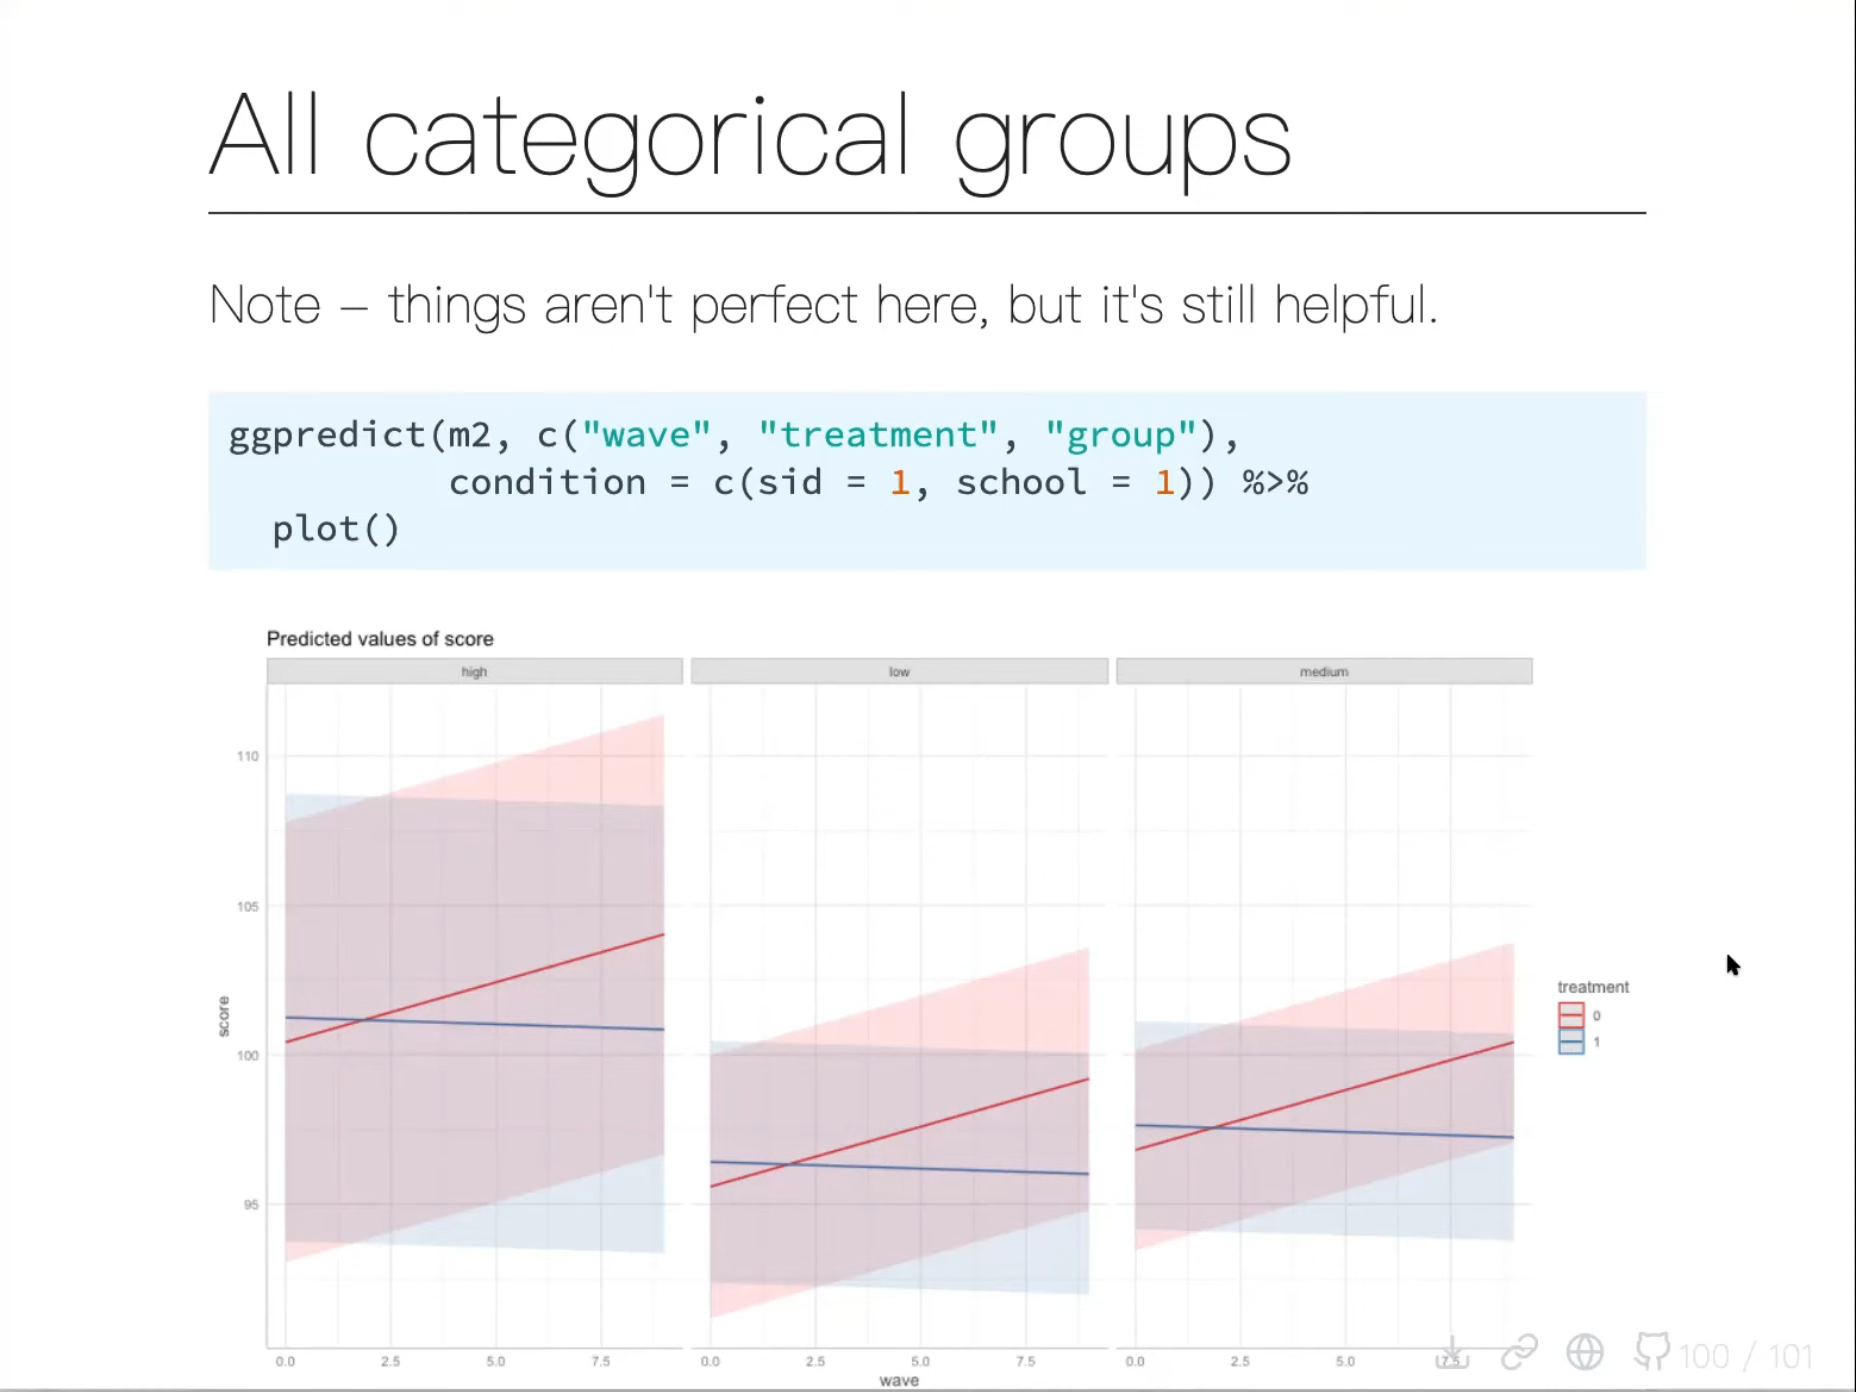 All categorical groups
Note – things aren't perfect here, but it's still helpful.
ggpredict(m2, c("wave", "treatment", "group"),
condition = c(sid = 1, school = 1)) %>%
plot()
Predicted values of score
high low medium
110
105
100
95
score
treatment
0
1
0.0 2.5 5.0 7.5 0.0 2.5 5.0 7.5 0.0 2.5 5.0 7.5
wave
100 / 101